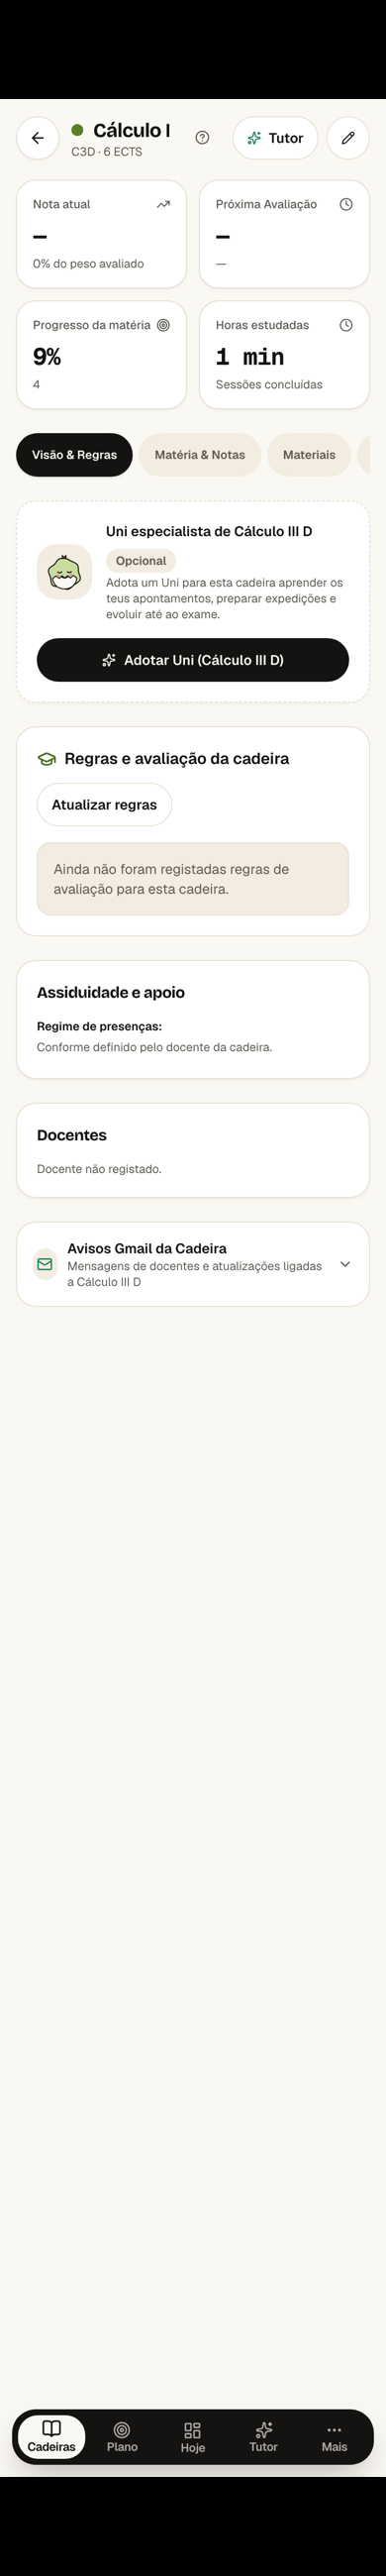 Cálculo I
C3D · 6 ECTS
Tutor
Nota atual
—
0% do peso avaliado
Próxima Avaliação
—
—
Progresso da matéria
9%
4
Horas estudadas
1 min
Sessões concluídas
Visão & Regras
Matéria & Notas
Materiais
Uni especialista de Cálculo III D
Opcional
Adota um Uni para esta cadeira aprender os
teus apontamentos, preparar expedições e
evoluir até ao exame.
Adotar Uni (Cálculo III D)
Regras e avaliação da cadeira
Atualizar regras
Ainda não foram registadas regras de
avaliação para esta cadeira.
Assiduidade e apoio
Regime de presenças:
Conforme definido pelo docente da cadeira.
Docentes
Docente não registado.
Avisos Gmail da Cadeira
Mensagens de docentes e atualizações ligadas
a Cálculo III D
Cadeiras
Plano
Hoje
Tutor
Mais